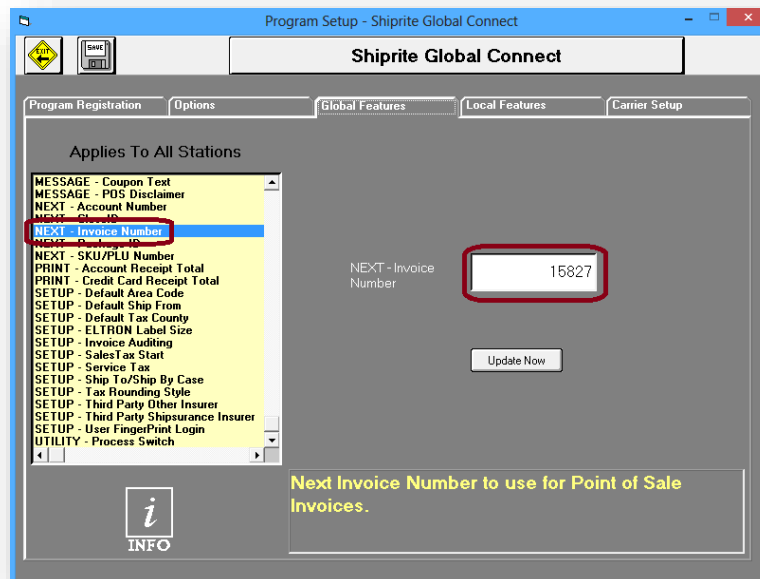 Program Setup - Shiprite Global Connect
EXIT
SAVE
Shiprite Global Connect
Program Registration
Options
Global Features
Local Features
Carrier Setup
Applies To All Stations
MESSAGE - Coupon Text
MESSAGE - POS Disclaimer
NEXT - Account Number
NEXT - CloseID
NEXT - Invoice Number
NEXT - Package ID
NEXT - SKU/PLU Number
PRINT - Account Receipt Total
PRINT - Credit Card Receipt Total
SETUP - Default Area Code
SETUP - Default Ship From
SETUP - Default Tax County
SETUP - ELTRON Label Size
SETUP - Invoice Auditing
SETUP - SalesTax Start
SETUP - Service Tax
SETUP - Ship To/Ship By Case
SETUP - Tax Rounding Style
SETUP - Third Party Other Insurer
SETUP - Third Party Shipsurance Insurer
SETUP - User FingerPrint Login
UTILITY - Process Switch
NEXT - Invoice
Number
15827
Update Now
i
INFO
Next Invoice Number to use for Point of Sale
Invoices.